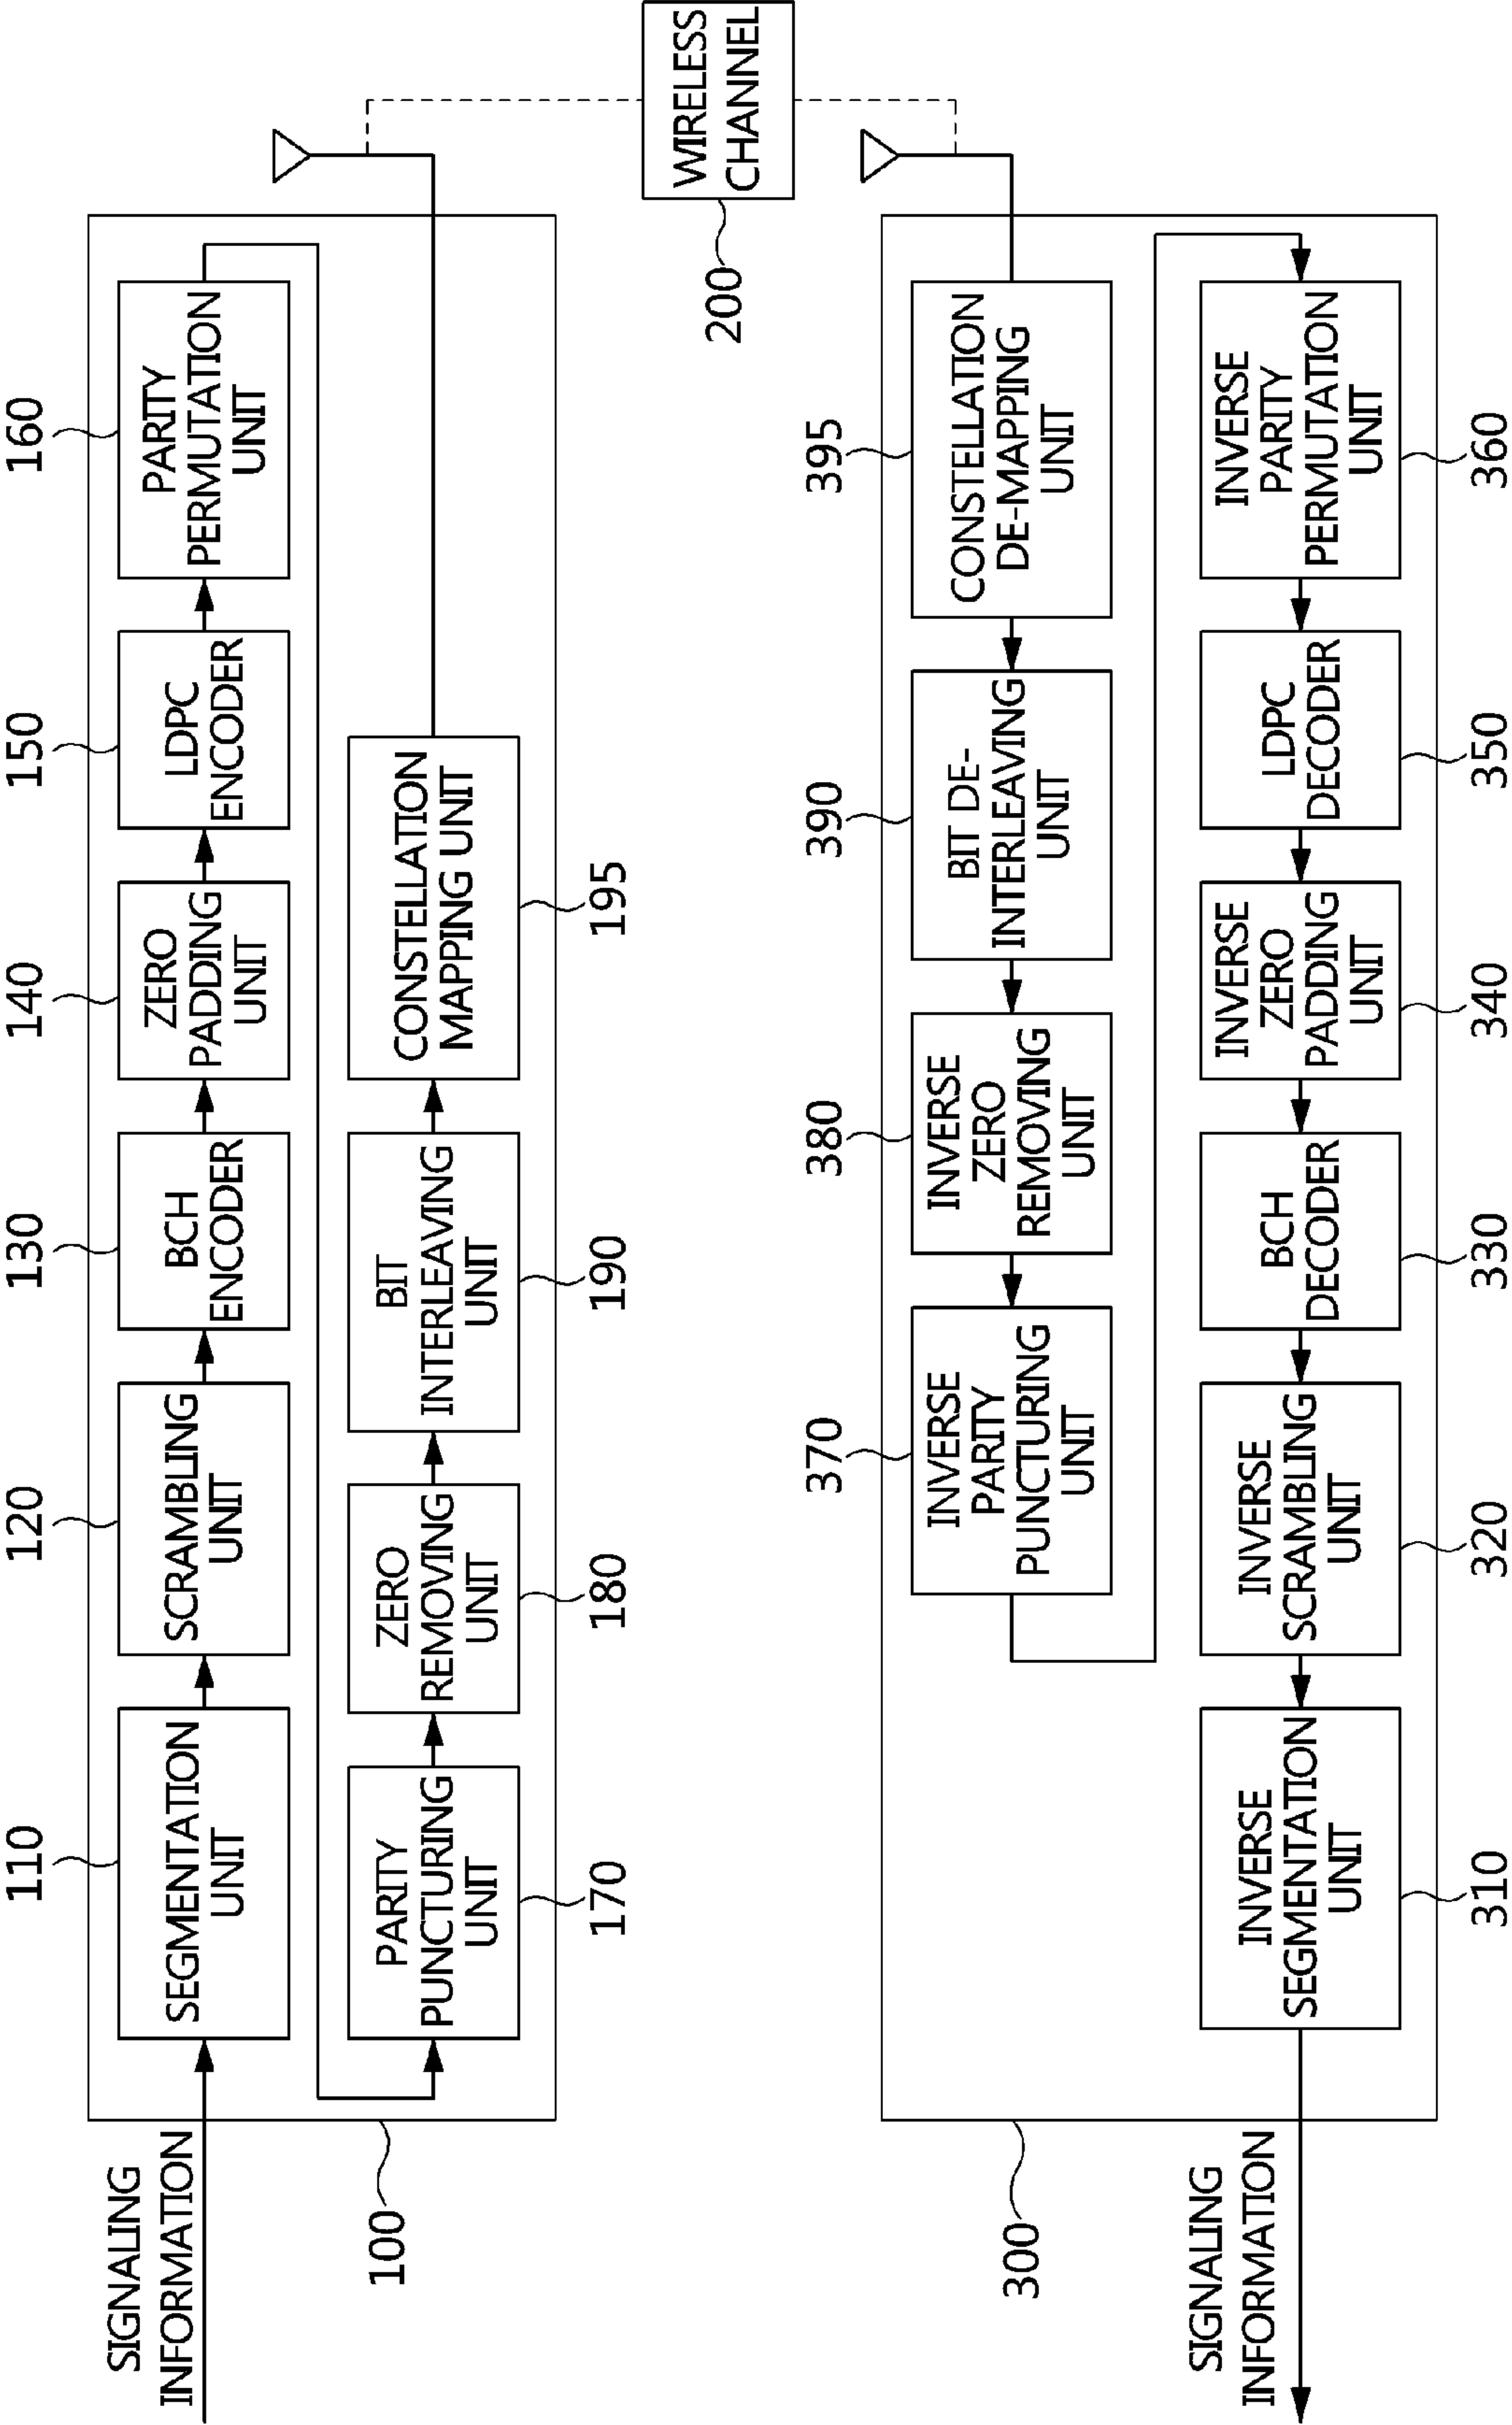 110
120
130
140
150
160
SIGNALING
INFORMATION
SEGMENTATION
UNIT
SCRAMBLING
UNIT
BCH
ENCODER
ZERO
PADDING
UNIT
LDPC
ENCODER
PARITY
PERMUTATION
UNIT
PARITY
PUNCTURING
UNIT
ZERO
REMOVING
UNIT
BIT
INTERLEAVING
UNIT
CONSTELLATION
MAPPING UNIT
100
170
180
190
195
WIRELESS
CHANNEL
200
370
380
390
395
INVERSE
PARITY
PUNCTURING
UNIT
INVERSE
ZERO
REMOVING
UNIT
BIT DE-
INTERLEAVING
UNIT
CONSTELLATION
DE-MAPPING
UNIT
300
SIGNALING
INFORMATION
INVERSE
SEGMENTATION
UNIT
INVERSE
SCRAMBLING
UNIT
BCH
DECODER
INVERSE
ZERO
PADDING
UNIT
LDPC
DECODER
INVERSE
PARITY
PERMUTATION
UNIT
310
320
330
340
350
360